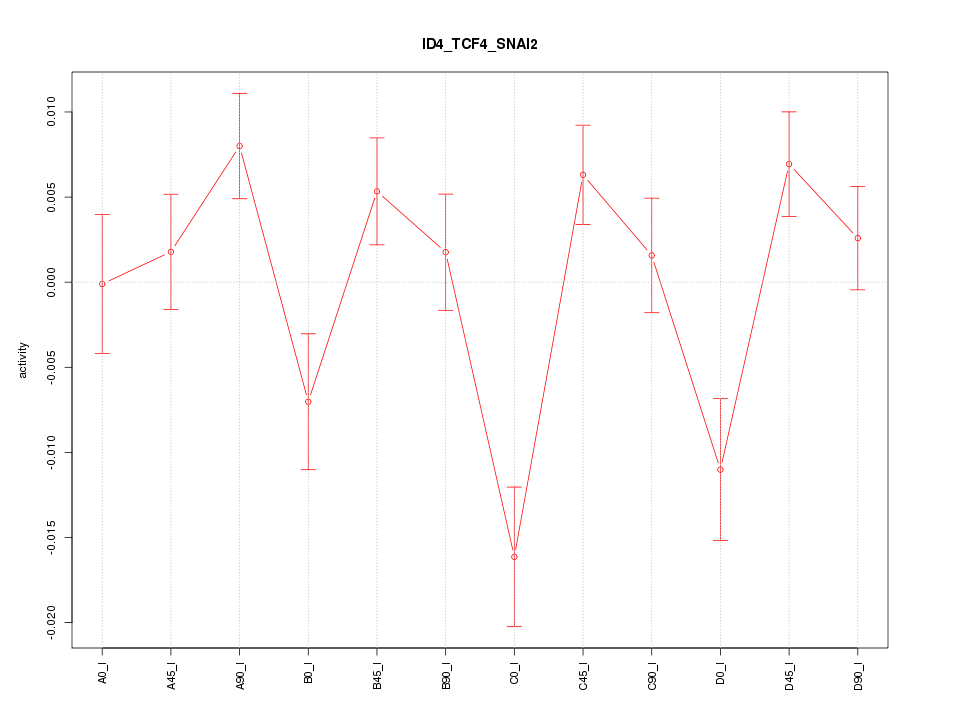 ID4_TCF4_SNAI2
activity
0.010
0.005
0.000
-0.005
-0.010
-0.015
-0.020
A0_I
A45_I
A90_I
B0_I
B45_I
B90_I
C0_I
C45_I
C90_I
D0_I
D45_I
D90_I